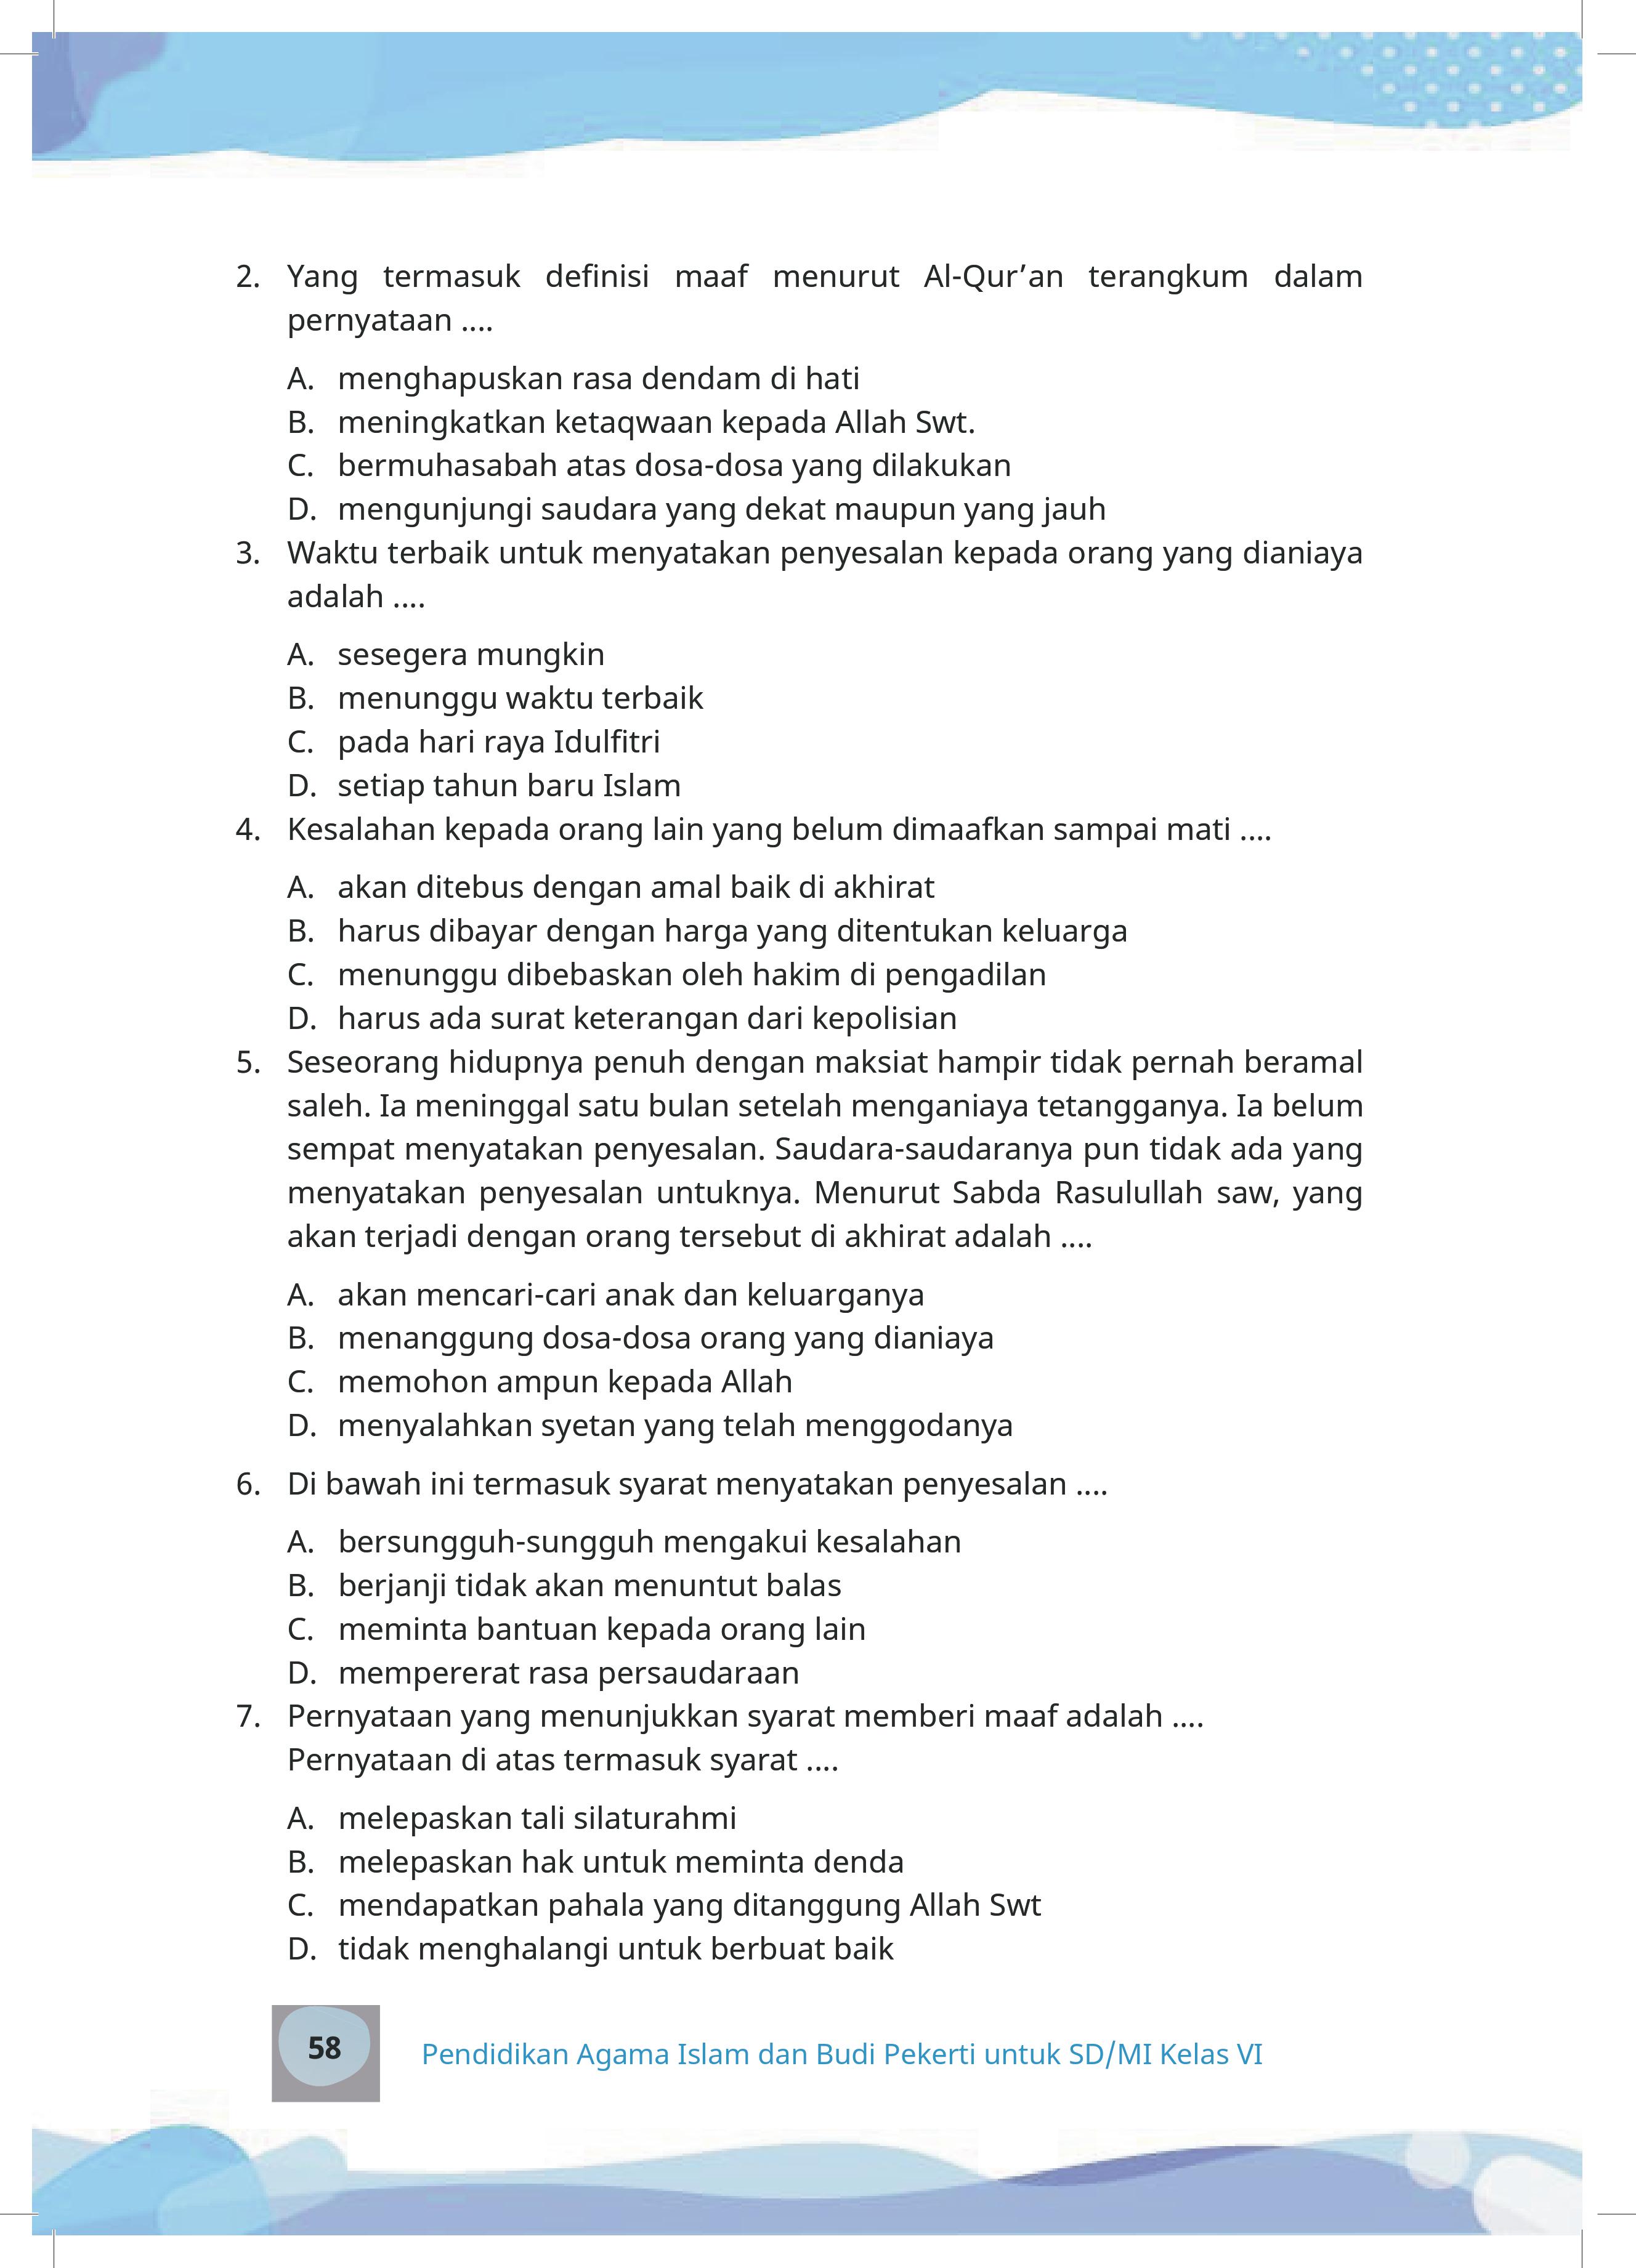 2. Yang termasuk definisi maaf menurut Al-Qur’an terangkum dalam
pernyataan ....
A. menghapuskan rasa dendam di hati
B. meningkatkan ketaqwaan kepada Allah Swt.
C. bermuhasabah atas dosa-dosa yang dilakukan
D. mengunjungi saudara yang dekat maupun yang jauh
3. Waktu terbaik untuk menyatakan penyesalan kepada orang yang dianiaya
adalah ....
A. sesegera mungkin
B. menunggu waktu terbaik
C. pada hari raya Idulfitri
D. setiap tahun baru Islam
4. Kesalahan kepada orang lain yang belum dimaafkan sampai mati ....
A. akan ditebus dengan amal baik di akhirat
B. harus dibayar dengan harga yang ditentukan keluarga
C. menunggu dibebaskan oleh hakim di pengadilan
D. harus ada surat keterangan dari kepolisian
5. Seseorang hidupnya penuh dengan maksiat hampir tidak pernah beramal
saleh. Ia meninggal satu bulan setelah menganiaya tetangganya. Ia belum
sempat menyatakan penyesalan. Saudara-saudaranya pun tidak ada yang
menyatakan penyesalan untuknya. Menurut Sabda Rasulullah saw, yang
akan terjadi dengan orang tersebut di akhirat adalah ....
A. akan mencari-cari anak dan keluarganya
B. menanggung dosa-dosa orang yang dianiaya
C. memohon ampun kepada Allah
D. menyalahkan syetan yang telah menggodanya
6. Di bawah ini termasuk syarat menyatakan penyesalan ....
A. bersungguh-sungguh mengakui kesalahan
B. berjanji tidak akan menuntut balas
C. meminta bantuan kepada orang lain
D. mempererat rasa persaudaraan
7. Pernyataan yang menunjukkan syarat memberi maaf adalah ....
Pernyataan di atas termasuk syarat ....
A. melepaskan tali silaturahmi
B. melepaskan hak untuk meminta denda
C. mendapatkan pahala yang ditanggung Allah Swt
D. tidak menghalangi untuk berbuat baik
58 Pendidikan Agama Islam dan Budi Pekerti untuk SD/MI Kelas VI